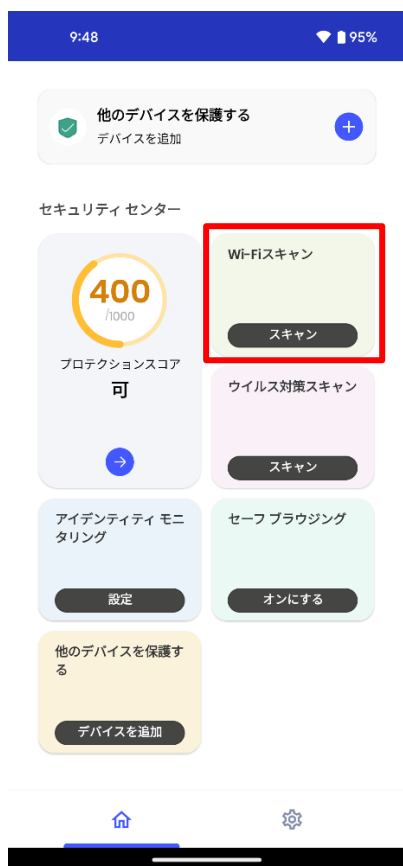 9:48
95%
他のデバイスを保護する
デバイスを追加
セキュリティ センター
400
/1000
プロテクションスコア
可
Wi-Fiスキャン
スキャン
ウイルス対策スキャン
スキャン
アイデンティティ モニ
タリング
設定
セーフ ブラウジング
オンにする
他のデバイスを保護す
る
デバイスを追加